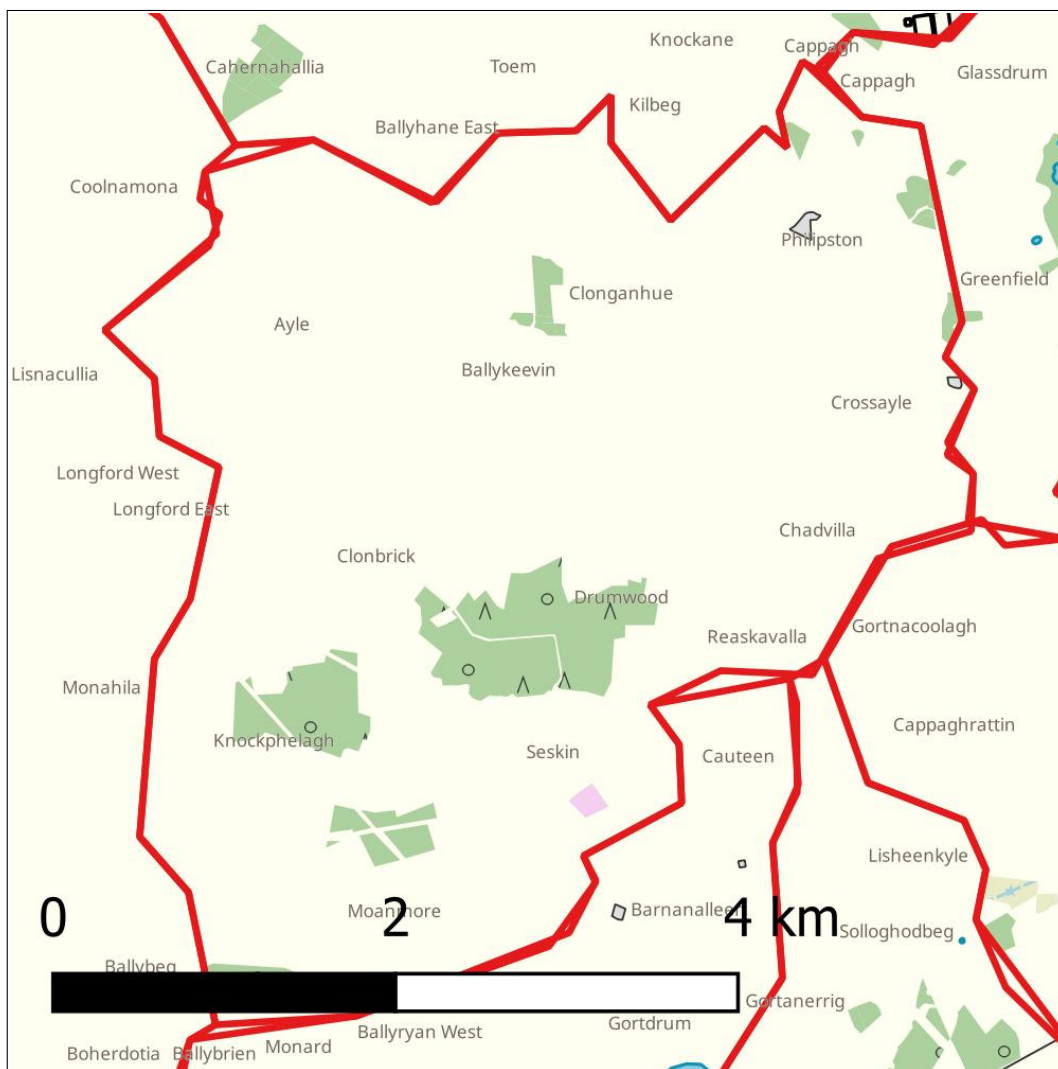 Knockane
Cappagh
Cahernahallia
Toem
Glassdrum
Cappagh
Kilbeg
Ballyhane East
Coolnamona
Philipston
Greenfield
Clonganhue
Ayle
Lisnacullia
Ballykeevin
Crossayle
Longford West
Longford East
Chadvilla
Clonbrick
Drumwood
Gortnacoolagh
Reaskavalla
Monahila
Cappaghrattin
Knockphelagh
Seskin
Cauteen
Lisheenkyle
Moanmore
Barnanalleen
0 2 4 km
Solloghodbeg
Ballybeg
Gortanerrig
Gortdrum
Ballyryan West
Monard
Boherdotia
Ballybrien